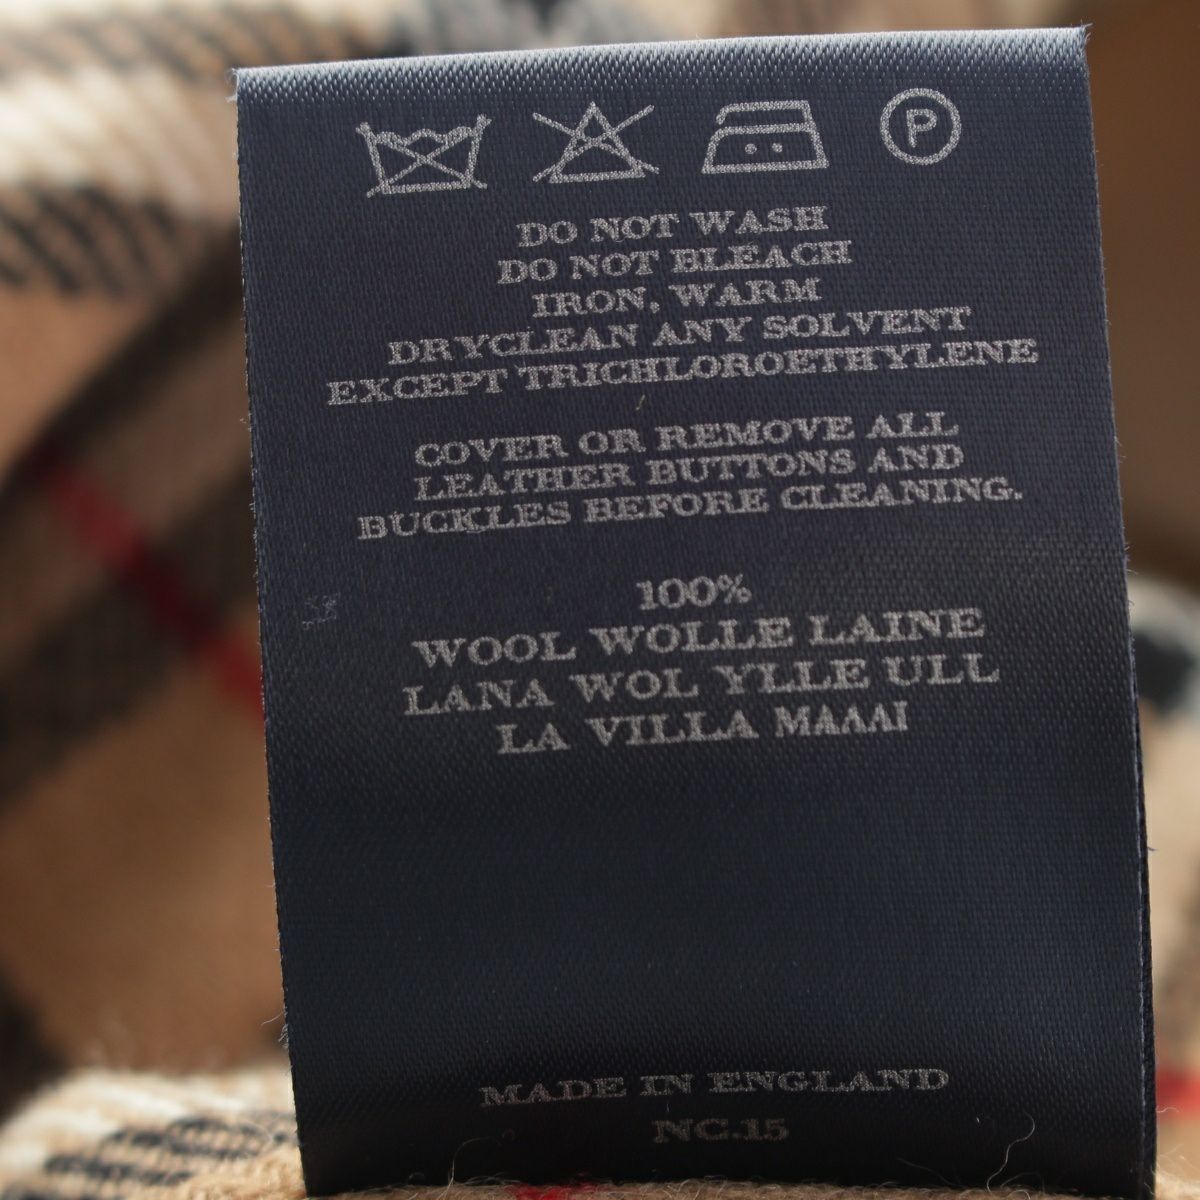 P
DO NOT WASH
DO NOT BLEACH
IRON, WARM
DRYCLEAN ANY SOLVENT
EXCEPT TRICHLOROETHYLENE
COVER OR REMOVE ALL
LEATHER BUTTONS AND
BUCKLES BEFORE CLEANING.
100%
WOOL WOLLE LAINE
LANA WOL YLLE ULL
LA VILLA ΜΑΛΛΙ
MADE IN ENGLAND
NC.15